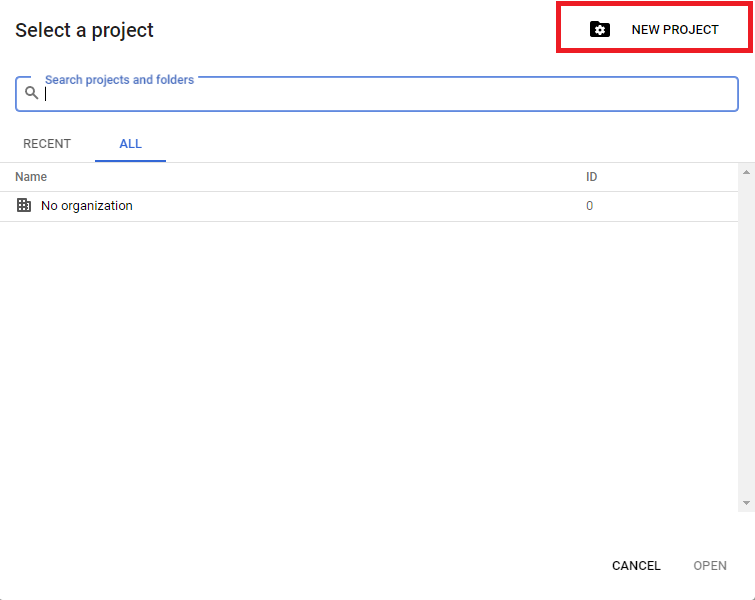 Select a project
NEW PROJECT
Search projects and folders
RECENT
ALL
Name
ID
No organization
0
CANCEL
OPEN